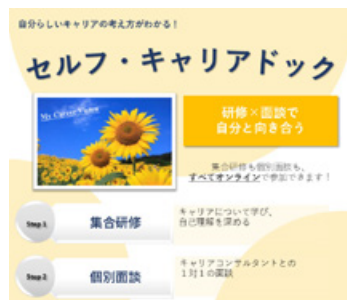 自分らしいキャリアの考え方がわかる！
セルフ・キャリアドック
My Career Vision
研修×面談で
自分と向き合う
集合研修も個別面談も、
すべてオンラインで参加できます！
Step.1
集合研修
キャリアについて学び、
自己理解を深める
Step.2
個別面談
キャリアコンサルタントとの
1対1の面談